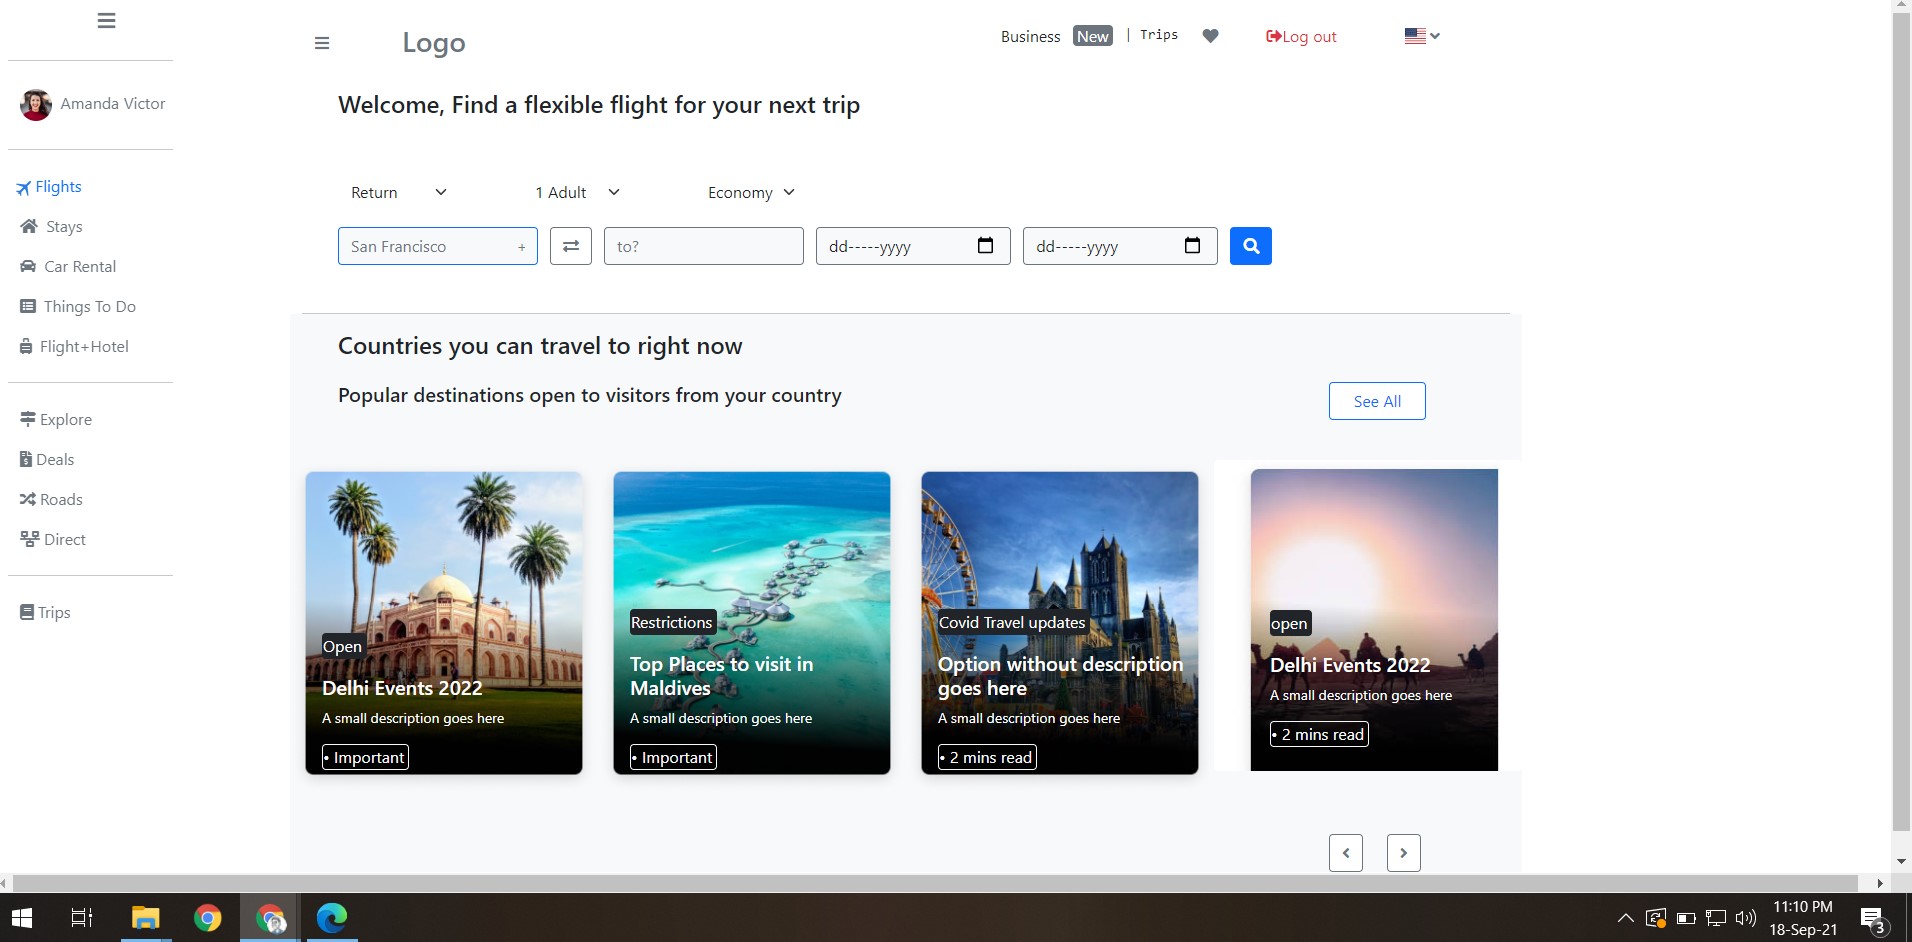 Amanda Victor
Flights
Stays
Car Rental
Things To Do
Flight+Hotel
Explore
Deals
Roads
Direct
Trips
Logo
Business New | Trips
Log out
Welcome, Find a flexible flight for your next trip
Return 1 Adult Economy
San Francisco + to? dd-----yyyy dd-----yyyy
Countries you can travel to right now
Popular destinations open to visitors from your country
See All
Open
Delhi Events 2022
A small description goes here
• Important
Restrictions
Top Places to visit in
Maldives
A small description goes here
• Important
Covid Travel updates
Option without description
goes here
A small description goes here
• 2 mins read
open
Delhi Events 2022
A small description goes here
• 2 mins read
11:10 PM
18-Sep-21
3